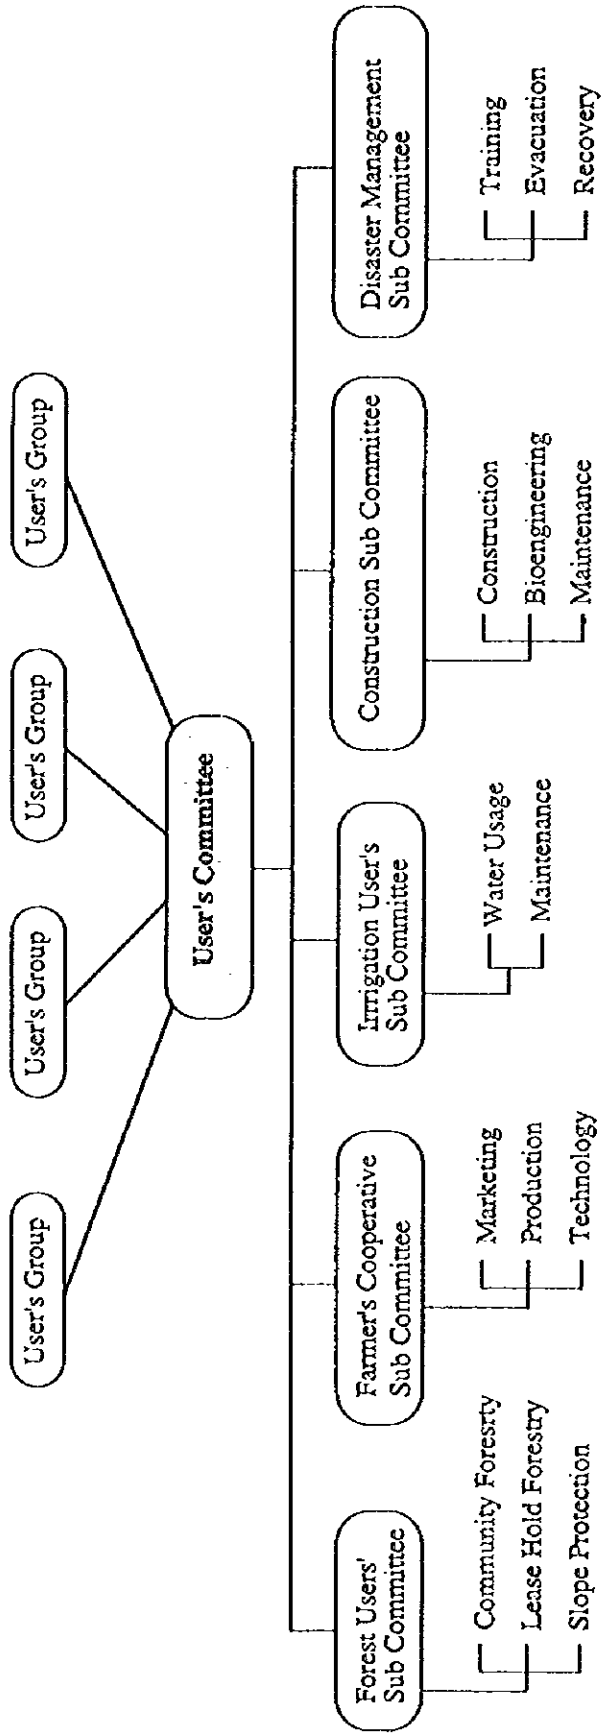 User's Group
User's Group
User's Group
User's Group
User's Committee
Forest Users'
Sub Committee
Farmer's Cooperative
Sub Committee
Irrigation User's
Sub Committee
Construction Sub Committee
Disaster Management
Sub Committee
Community Foresrty
Lease Hold Forestry
Slope Protection
Marketing
Production
Technology
Water Usage
Maintenance
Construction
Bioengineering
Maintenance
Training
Evacuation
Recovery